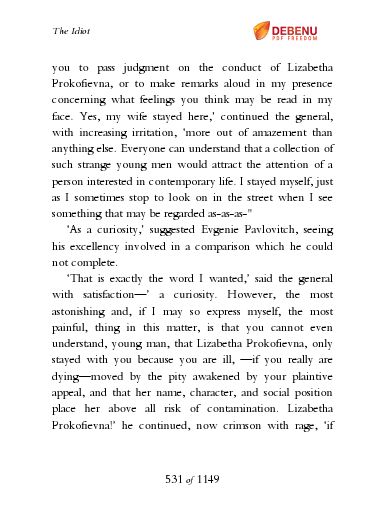 The Idiot
DEBENU
PDF FREEDOM
you to pass judgment on the conduct of Lizabetha
Prokofievna, or to make remarks aloud in my presence
concerning what feelings you think may be read in my
face. Yes, my wife stayed here,' continued the general,
with increasing irritation, 'more out of amazement than
anything else. Everyone can understand that a collection of
such strange young men would attract the attention of a
person interested in contemporary life. I stayed myself, just
as I sometimes stop to look on in the street when I see
something that may be regarded as-as-as-''
'As a curiosity,' suggested Evgenie Pavlovitch, seeing
his excellency involved in a comparison which he could
not complete.
'That is exactly the word I wanted,' said the general
with satisfaction—' a curiosity. However, the most
astonishing and, if I may so express myself, the most
painful, thing in this matter, is that you cannot even
understand, young man, that Lizabetha Prokofievna, only
stayed with you because you are ill, —if you really are
dying—moved by the pity awakened by your plaintive
appeal, and that her name, character, and social position
place her above all risk of contamination. Lizabetha
Prokofievna!' he continued, now crimson with rage, 'if
531 of 1149